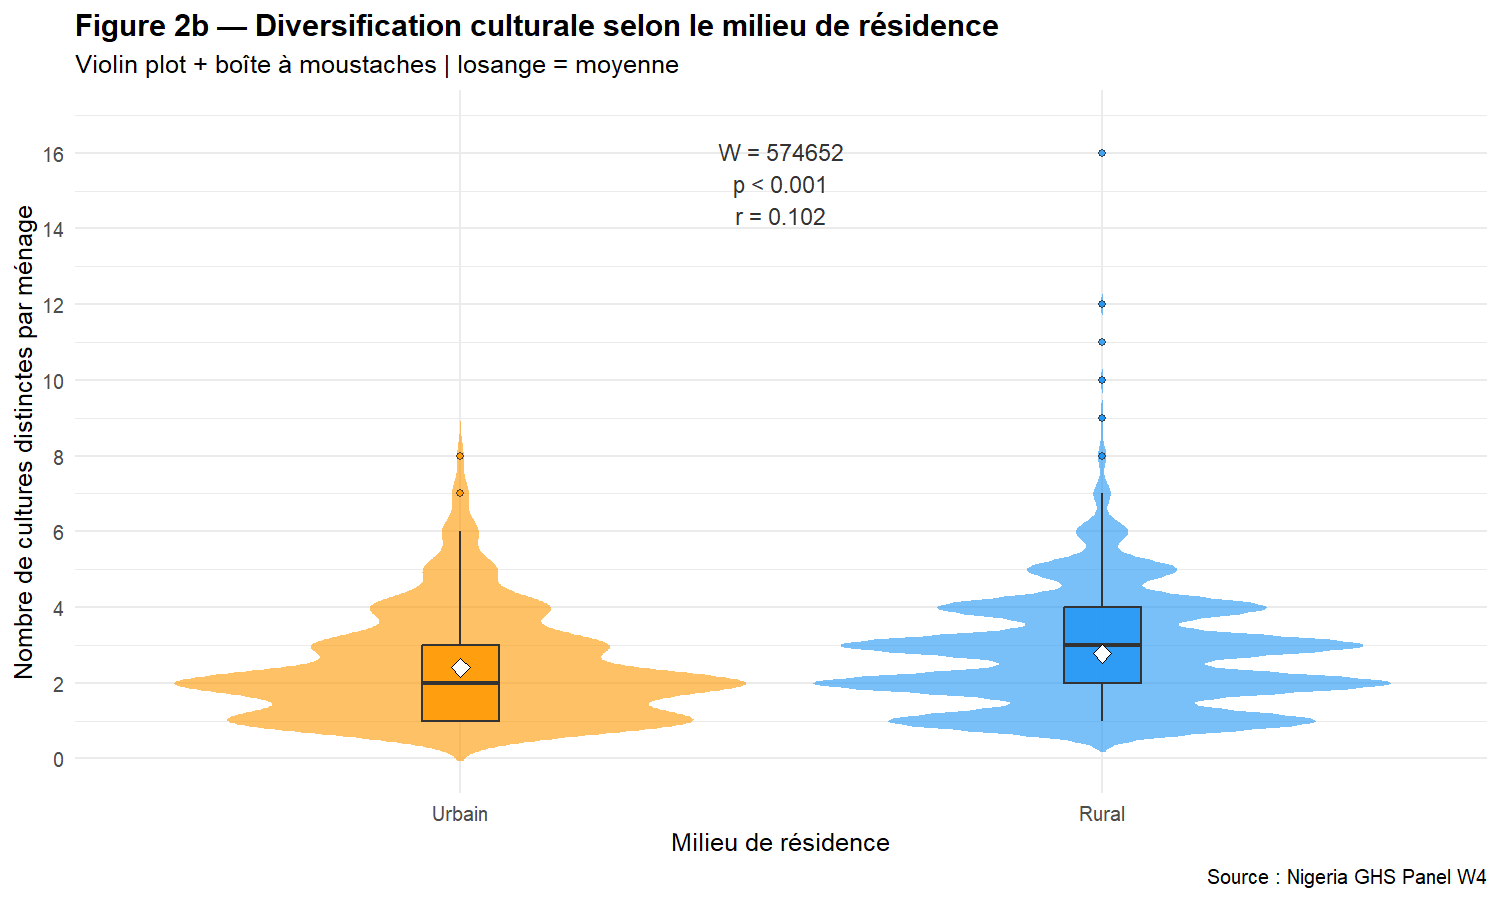 Figure 2b — Diversification culturale selon le milieu de résidence
Violin plot + boîte à moustaches | losange = moyenne
Nombre de cultures distinctes par ménage
16
14
12
10
8
6
4
2
0
W = 574652
p < 0.001
r = 0.102
Urbain
Rural
Milieu de résidence
Source : Nigeria GHS Panel W4